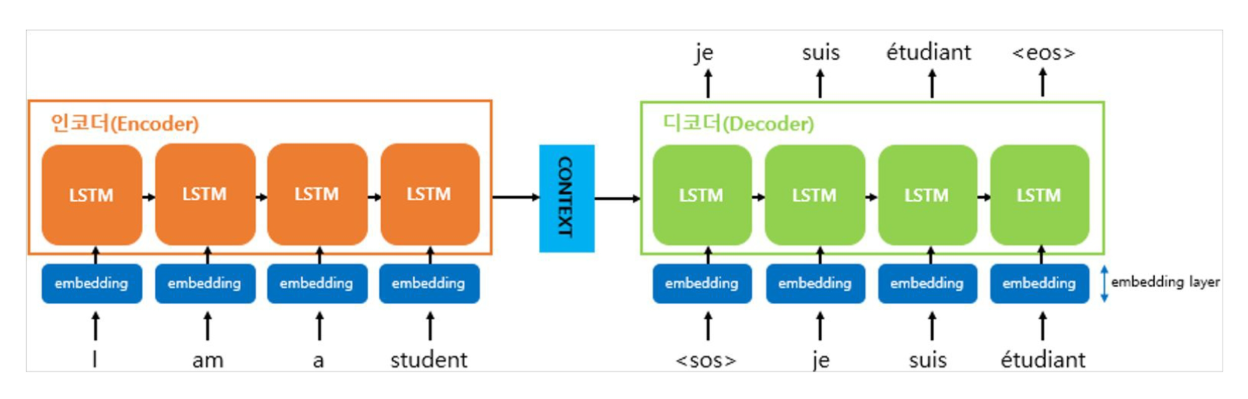 je suis étudiant <eos>
인코더(Encoder)
디코더(Decoder)
LSTM LSTM LSTM LSTM
CONTEXT
LSTM LSTM LSTM LSTM
embedding embedding embedding embedding
embedding embedding embedding embedding
embedding layer
I am a student
<sos> je suis étudiant